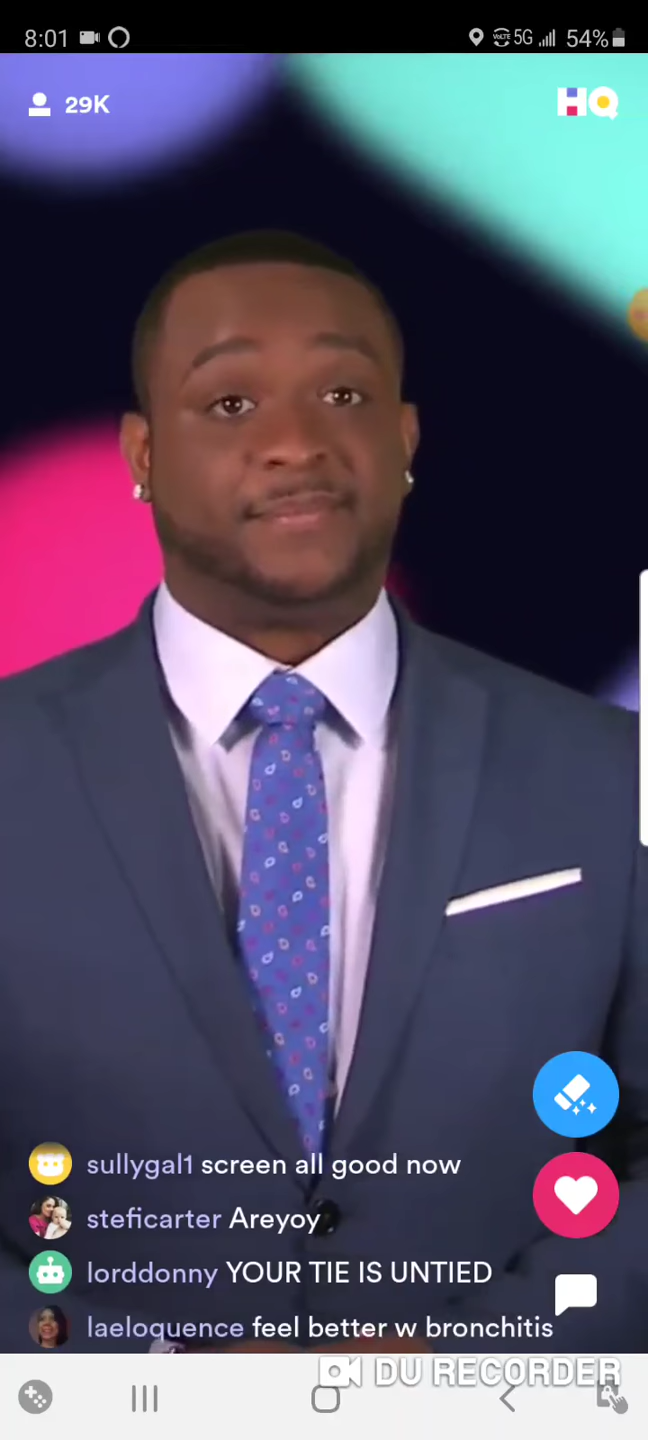 8:01
VoLTE 5G 54%
29K
HQ
sullygal1 screen all good now
steficarter Areyoy
lorddonny YOUR TIE IS UNTIED
laeloquence feel better w bronchitis
DU RECORDER